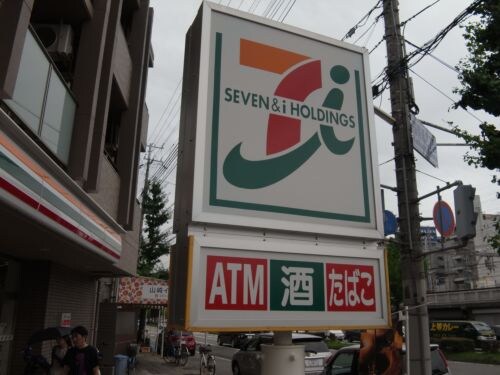 SEVEN & i HOLDINGS
ATM 酒 たばこ